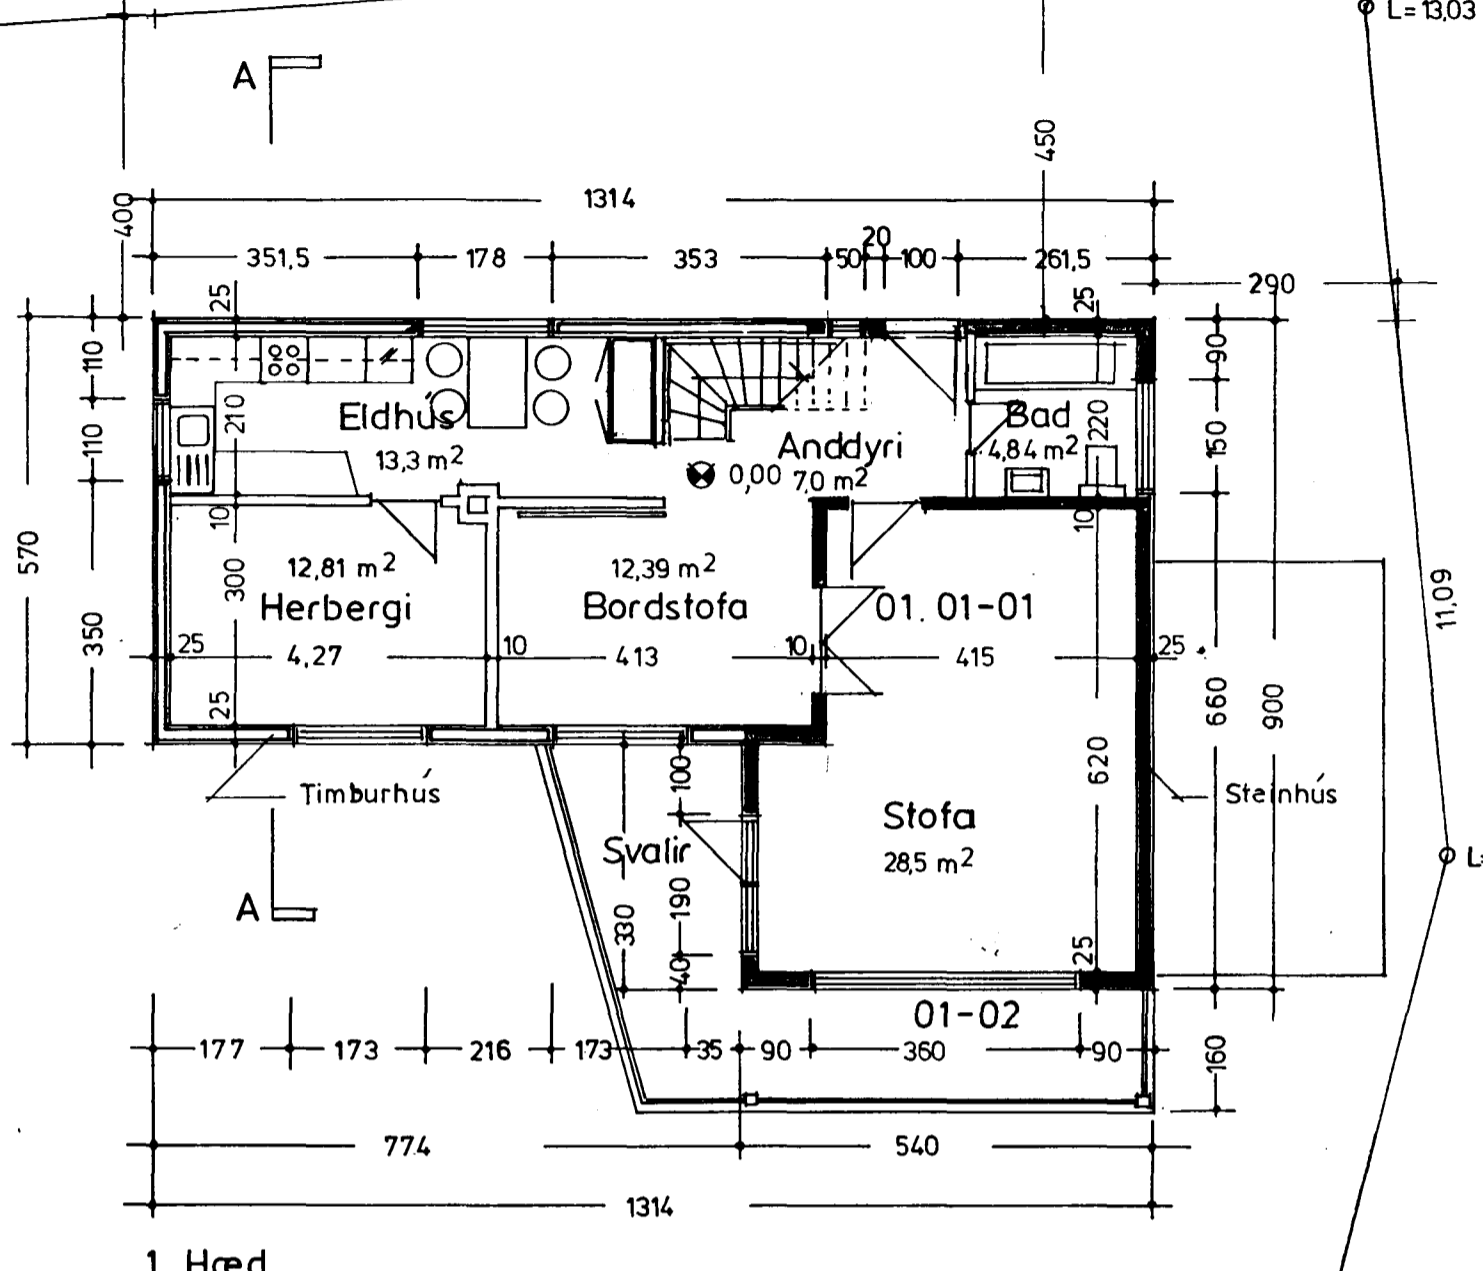 L=13,03
A
450
400
1314
20
351,5 178 353 50 100 261,5
290
25 25
110
90
210
Eldhús
Bad
220
110
13,3 m2
Anddyri
4,84 m2
150
0,00 7,0 m2
10 10
570
12,81 m2
12,39 m2
300
Herbergi
Bordstofa
01. 01-01
11,09
350
25 4,27 10 413 10 415 25
25
660
900
100
620
Timburhús
Steinhús
Stofa
Svalir
28,5 m2
L=
A
190
330
25
40
01-02
177 173 216 173 35 90 360 90
160
774 540
1314
1. Hæd